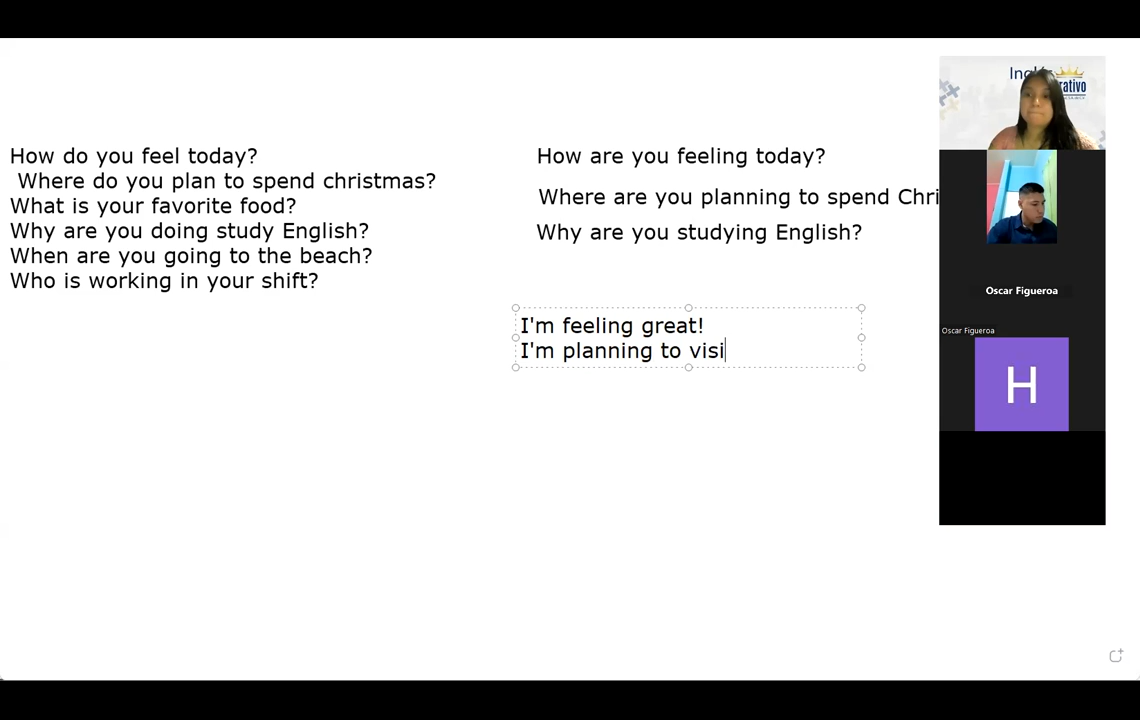 How do you feel today?
Where do you plan to spend christmas?
What is your favorite food?
Why are you doing study English?
When are you going to the beach?
Who is working in your shift?
How are you feeling today?
Where are you planning to spend Chri
Why are you studying English?
I'm feeling great!
I'm planning to visi
rativo
Oscar Figueroa
Oscar Figueroa
H